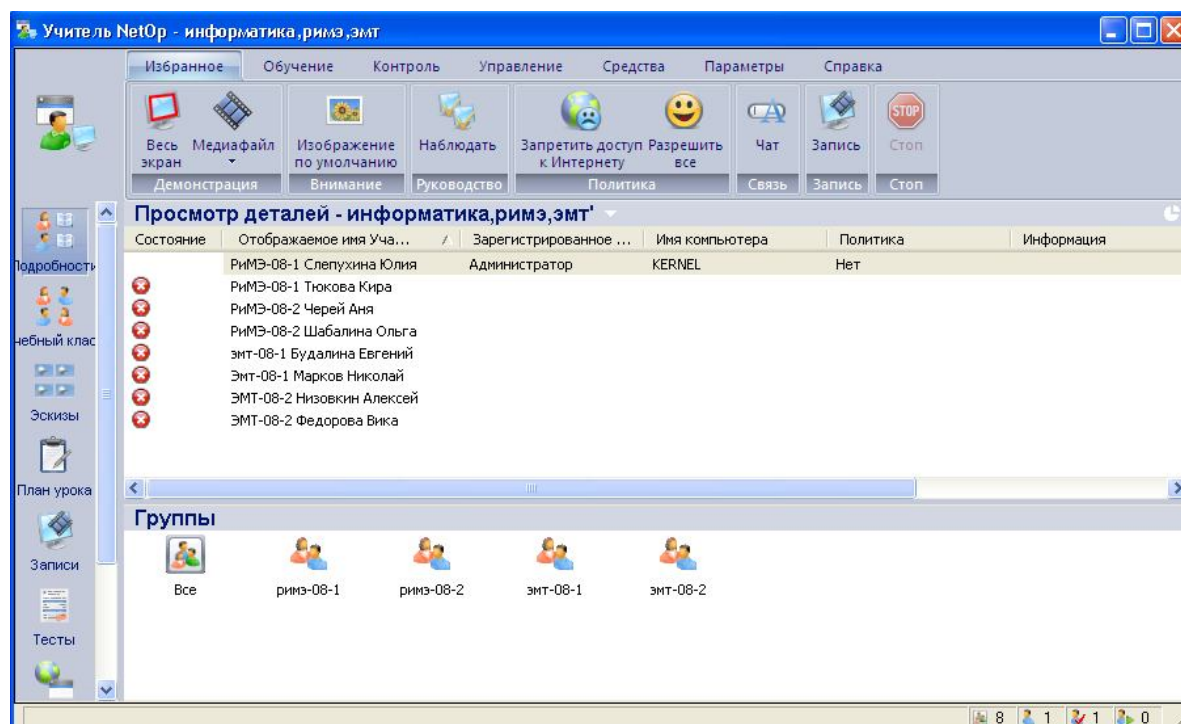 Учитель NetOp - информатика,римэ,эмт
Избранное Обучение Контроль Управление Средства Параметры Справка
Весь экран Медиафайл Изображение по умолчанию Наблюдать Запретить доступ к Интернету Разрешить все Чат Запись STOP Стоп
Демонстрация Внимание Руководство Политика Связь Запись Стоп
Просмотр деталей - информатика,римэ,эмт'
Состояние Отображаемое имя Уча... Зарегистрированное ... Имя компьютера Политика Информация
РиМЭ-08-1 Слепухина Юлия Администратор KERNEL Нет
РиМЭ-08-1 Тюкова Кира
РиМЭ-08-2 Черей Аня
РиМЭ-08-2 Шабалина Ольга
эмт-08-1 Будалина Евгений
Эмт-08-1 Марков Николай
ЭМТ-08-2 Низовкин Алексей
ЭМТ-08-2 Федорова Вика
Подробности
чебный клас
Эскизы
План урока
Записи
Тесты
Группы
Все римэ-08-1 римэ-08-2 эмт-08-1 эмт-08-2
8 1 1 0